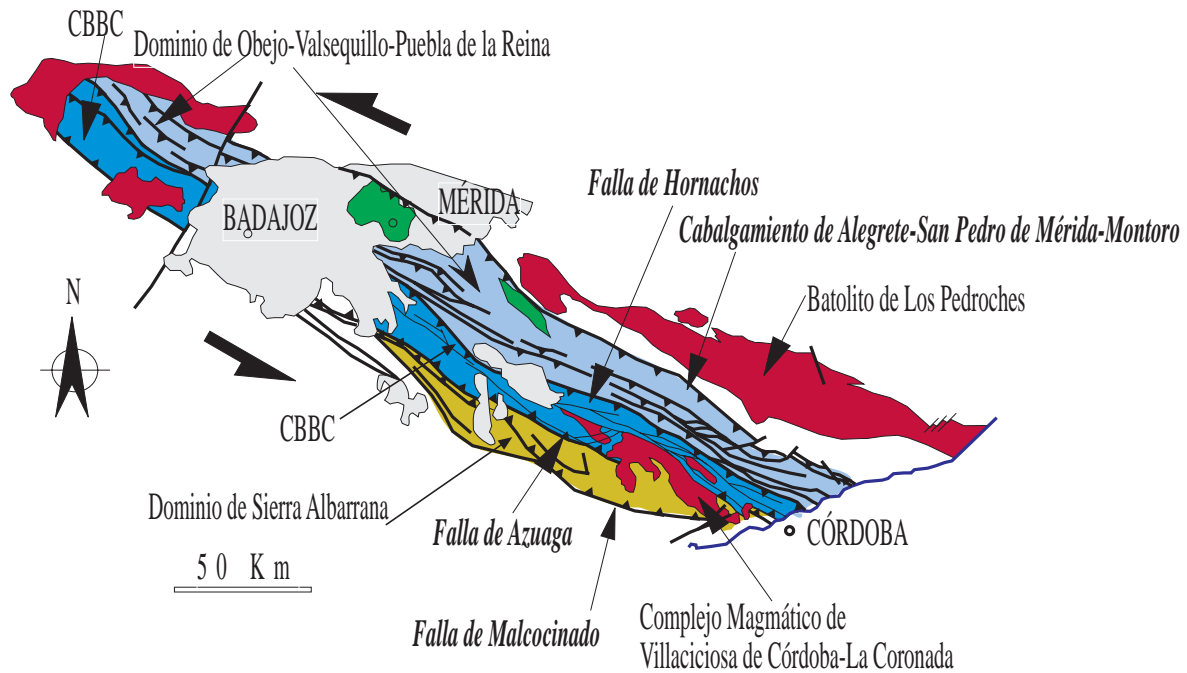 CBBC
Dominio de Obejo-Valsequillo-Puebla de la Reina
Falla de Hornachos
MÉRIDA
BADAJOZ
Cabalgamiento de Alegrete-San Pedro de Mérida-Montoro
N
Batolito de Los Pedroches
CBBC
Dominio de Sierra Albarrana
Falla de Azuaga
CÓRDOBA
50 Km
Falla de Malcocinado
Complejo Magmático de
Villaciciosa de Córdoba-La Coronada